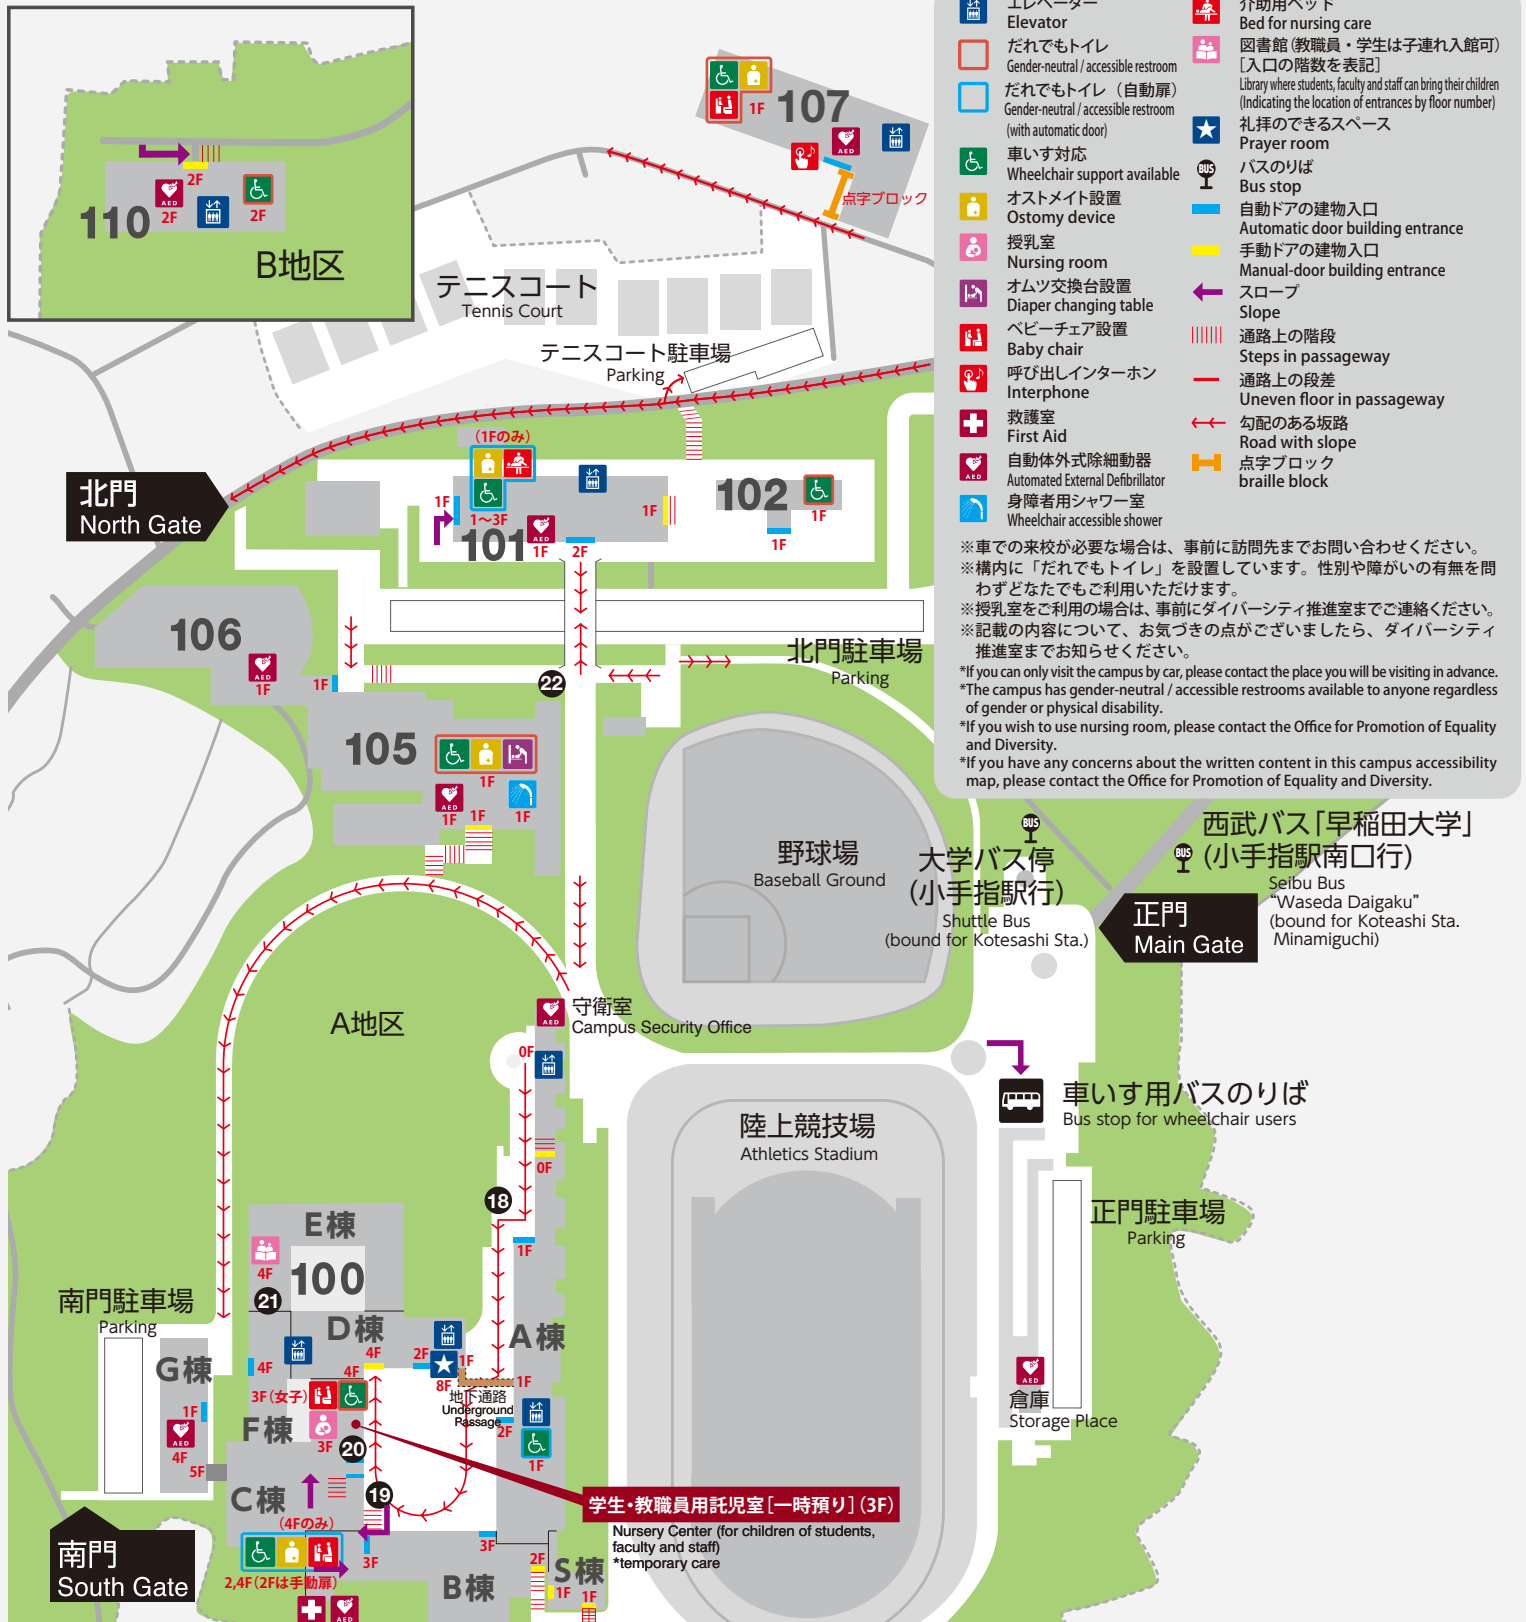 110
2F
AED
2F
2F
B地区
107
1F
AED
点字ブロック
テニスコート
Tennis Court
テニスコート駐車場
Parking
エレベーター
Elevator
だれでもトイレ
Gender-neutral / accessible restroom
だれでもトイレ（自動扉）
Gender-neutral / accessible restroom
(with automatic door)
車いす対応
Wheelchair support available
オストメイト設置
Ostomy device
授乳室
Nursing room
オムツ交換台設置
Diaper changing table
ベビーチェア設置
Baby chair
呼び出しインターホン
Interphone
救護室
First Aid
AED
自動体外式除細動器
Automated External Defibrillator
身障者用シャワー室
Wheelchair accessible shower
介助用ベッド
Bed for nursing care
図書館（教職員・学生は子連れ入館可）
［入口の階数を表記］
Library where students, faculty and staff can bring their children
(Indicating the location of entrances by floor number)
礼拝のできるスペース
Prayer room
BUS
バスのりば
Bus stop
自動ドアの建物入口
Automatic door building entrance
手動ドアの建物入口
Manual-door building entrance
スロープ
Slope
通路上の階段
Steps in passageway
通路上の段差
Uneven floor in passageway
勾配のある坂路
Road with slope
点字ブロック
braille block
※車での来校が必要な場合は、事前に訪問先までお問い合わせください。
※構内に「だれでもトイレ」を設置しています。性別や障がいの有無を問
わずどなたでもご利用いただけます。
※授乳室をご利用の場合は、事前にダイバーシティ推進室までご連絡ください。
※記載の内容について、お気づきの点がございましたら、ダイバーシティ
推進室までお知らせください。
*If you can only visit the campus by car, please contact the place you will be visiting in advance.
*The campus has gender-neutral / accessible restrooms available to anyone regardless
of gender or physical disability.
*If you wish to use nursing room, please contact the Office for Promotion of Equality
and Diversity.
*If you have any concerns about the written content in this campus accessibility
map, please contact the Office for Promotion of Equality and Diversity.
北門
North Gate
（1Fのみ）
1F
1〜3F
101
AED
1F
2F
1F
102
1F
1F
106
AED
1F
1F
22
北門駐車場
Parking
105
1F
AED
1F
1F
1F
野球場
Baseball Ground
BUS
大学バス停
（小手指駅行）
Shuttle Bus
(bound for Kotesashi Sta.)
BUS
西武バス「早稲田大学」
（小手指駅南口行）
Seibu Bus
“Waseda Daigaku”
(bound for Koteashi Sta.
Minamiguchi)
正門
Main Gate
A地区
AED
守衛室
Campus Security Office
0F
0F
18
1F
車いす用バスのりば
Bus stop for wheelchair users
陸上競技場
Athletics Stadium
正門駐車場
Parking
AED
倉庫
Storage Place
E棟
4F
100
21
D棟
4F
4F
4F
2F
8F
1F
1F
A棟
地下通路
Underground
Passage
2F
1F
南門駐車場
Parking
G棟
1F
AED
4F
5F
3F（女子）
F棟
3F
20
C棟
19
（4Fのみ）
2,4F（2Fは手動扉）
3F
3F
B棟
AED
2F
S棟
1F
1F
学生・教職員用託児室［一時預り］（3F）
Nursery Center (for children of students,
faculty and staff)
*temporary care
南門
South Gate